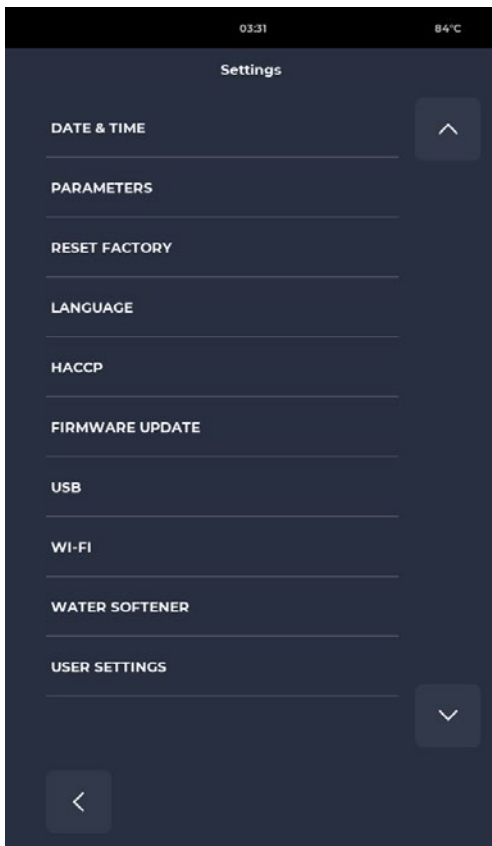 03:31 84°C
Settings
DATE & TIME
PARAMETERS
RESET FACTORY
LANGUAGE
HACCP
FIRMWARE UPDATE
USB
WI-FI
WATER SOFTENER
USER SETTINGS